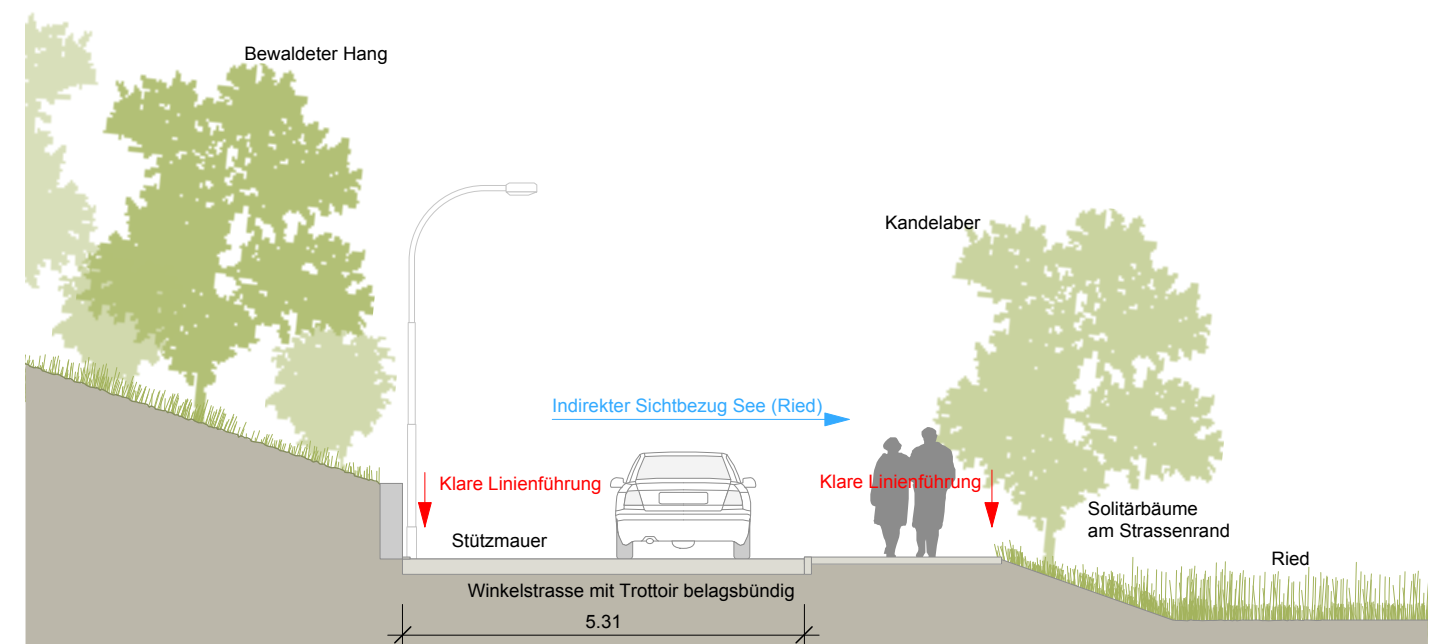 Bewaldeter Hang
Kandelaber
Indirekter Sichtbezug See (Ried)
Klare Linienführung
Klare Linienführung
Solitärbäume
am Strassenrand
Stützmauer
Ried
Winkelstrasse mit Trottoir belagsbündig
5.31